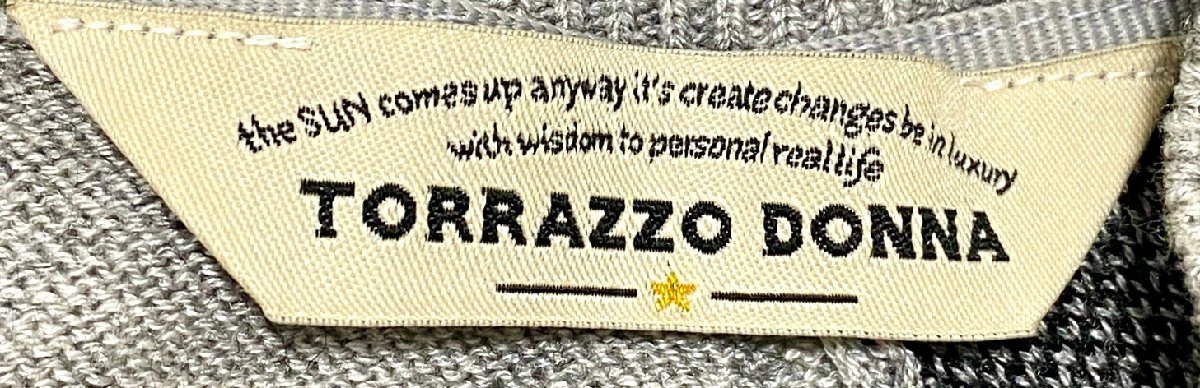 the SUN comes up anyway it's create changes be in luxury
with wisdom to personal real life
TORRAZZO DONNA